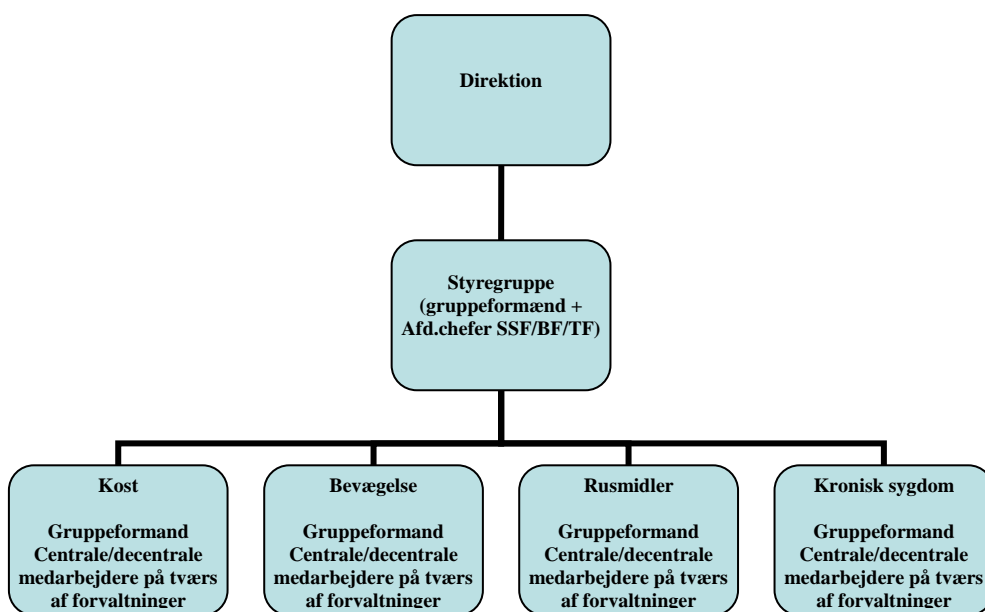 Direktion
Styregruppe
(gruppeformænd +
Afd.chefer SSF/BF/TF)
Kost
Gruppeformand
Centrale/decentrale
medarbejdere på tværs
af forvaltninger
Bevægelse
Gruppeformand
Centrale/decentrale
medarbejdere på tværs
af forvaltninger
Rusmidler
Gruppeformand
Centrale/decentrale
medarbejdere på tværs
af forvaltninger
Kronisk sygdom
Gruppeformand
Centrale/decentrale
medarbejdere på tværs
af forvaltninger